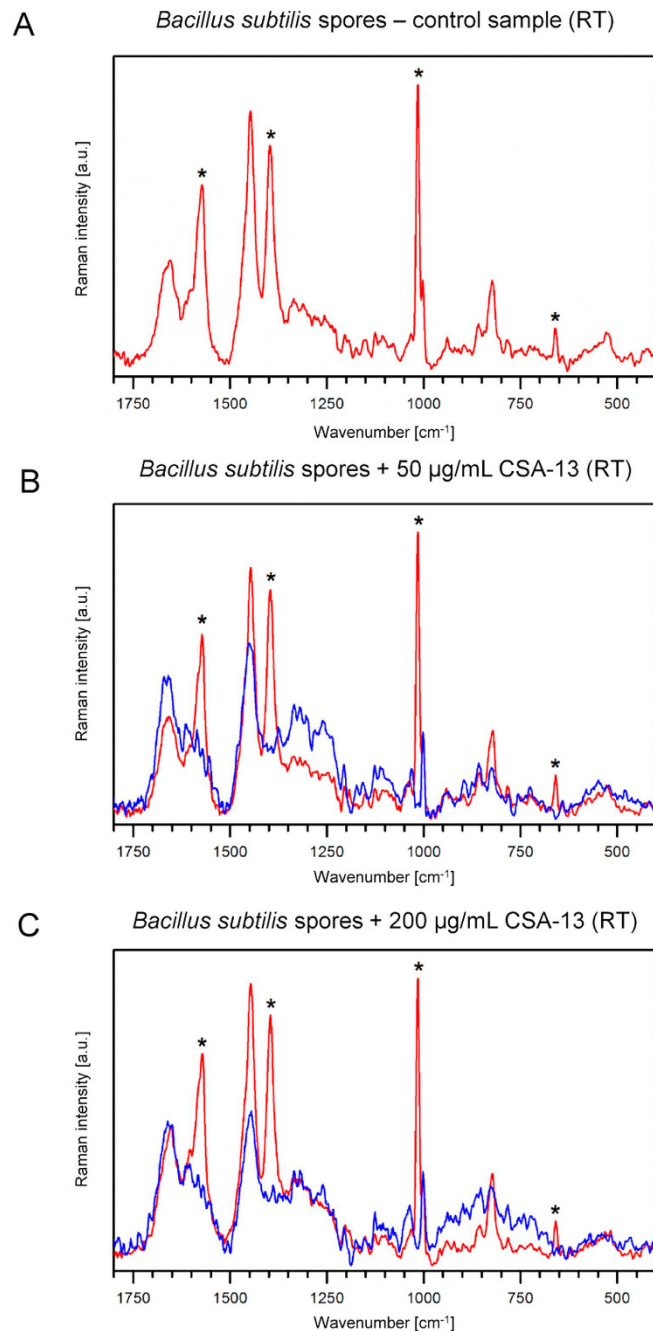 A
Bacillus subtilis spores – control sample (RT)
Raman intensity [a.u.]
* * * *
1750 1500 1250 1000 750 500
Wavenumber [cm-1]
B
Bacillus subtilis spores + 50 µg/mL CSA-13 (RT)
Raman intensity [a.u.]
* * * *
1750 1500 1250 1000 750 500
Wavenumber [cm-1]
C
Bacillus subtilis spores + 200 µg/mL CSA-13 (RT)
Raman intensity [a.u.]
* * * *
1750 1500 1250 1000 750 500
Wavenumber [cm-1]